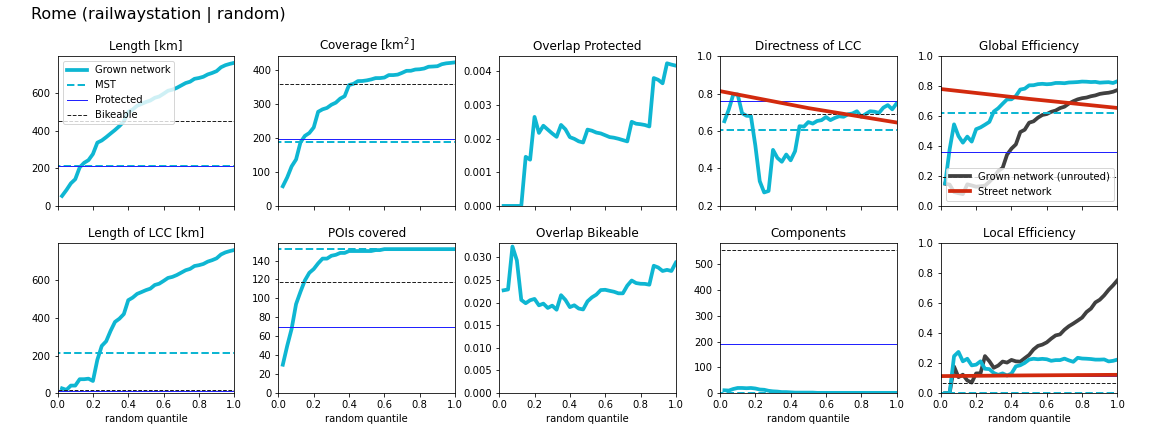 Rome (railwaystation | random)
Length [km]
Coverage [km²]
Overlap Protected
Directness of LCC
Global Efficiency
Grown network
MST
Protected
Bikeable
Grown network (unrouted)
Street network
0
200
400
600
0
100
200
300
400
0.000
0.001
0.002
0.003
0.004
0.2
0.4
0.6
0.8
1.0
0.0
0.2
0.4
0.6
0.8
1.0
Length of LCC [km]
POIs covered
Overlap Bikeable
Components
Local Efficiency
0
200
400
600
0
20
40
60
80
100
120
140
0.000
0.005
0.010
0.015
0.020
0.025
0.030
0
100
200
300
400
500
0.0
0.2
0.4
0.6
0.8
1.0
0.0 0.2 0.4 0.6 0.8 1.0
0.0 0.2 0.4 0.6 0.8 1.0
0.0 0.2 0.4 0.6 0.8 1.0
0.0 0.2 0.4 0.6 0.8 1.0
0.0 0.2 0.4 0.6 0.8 1.0
random quantile
random quantile
random quantile
random quantile
random quantile